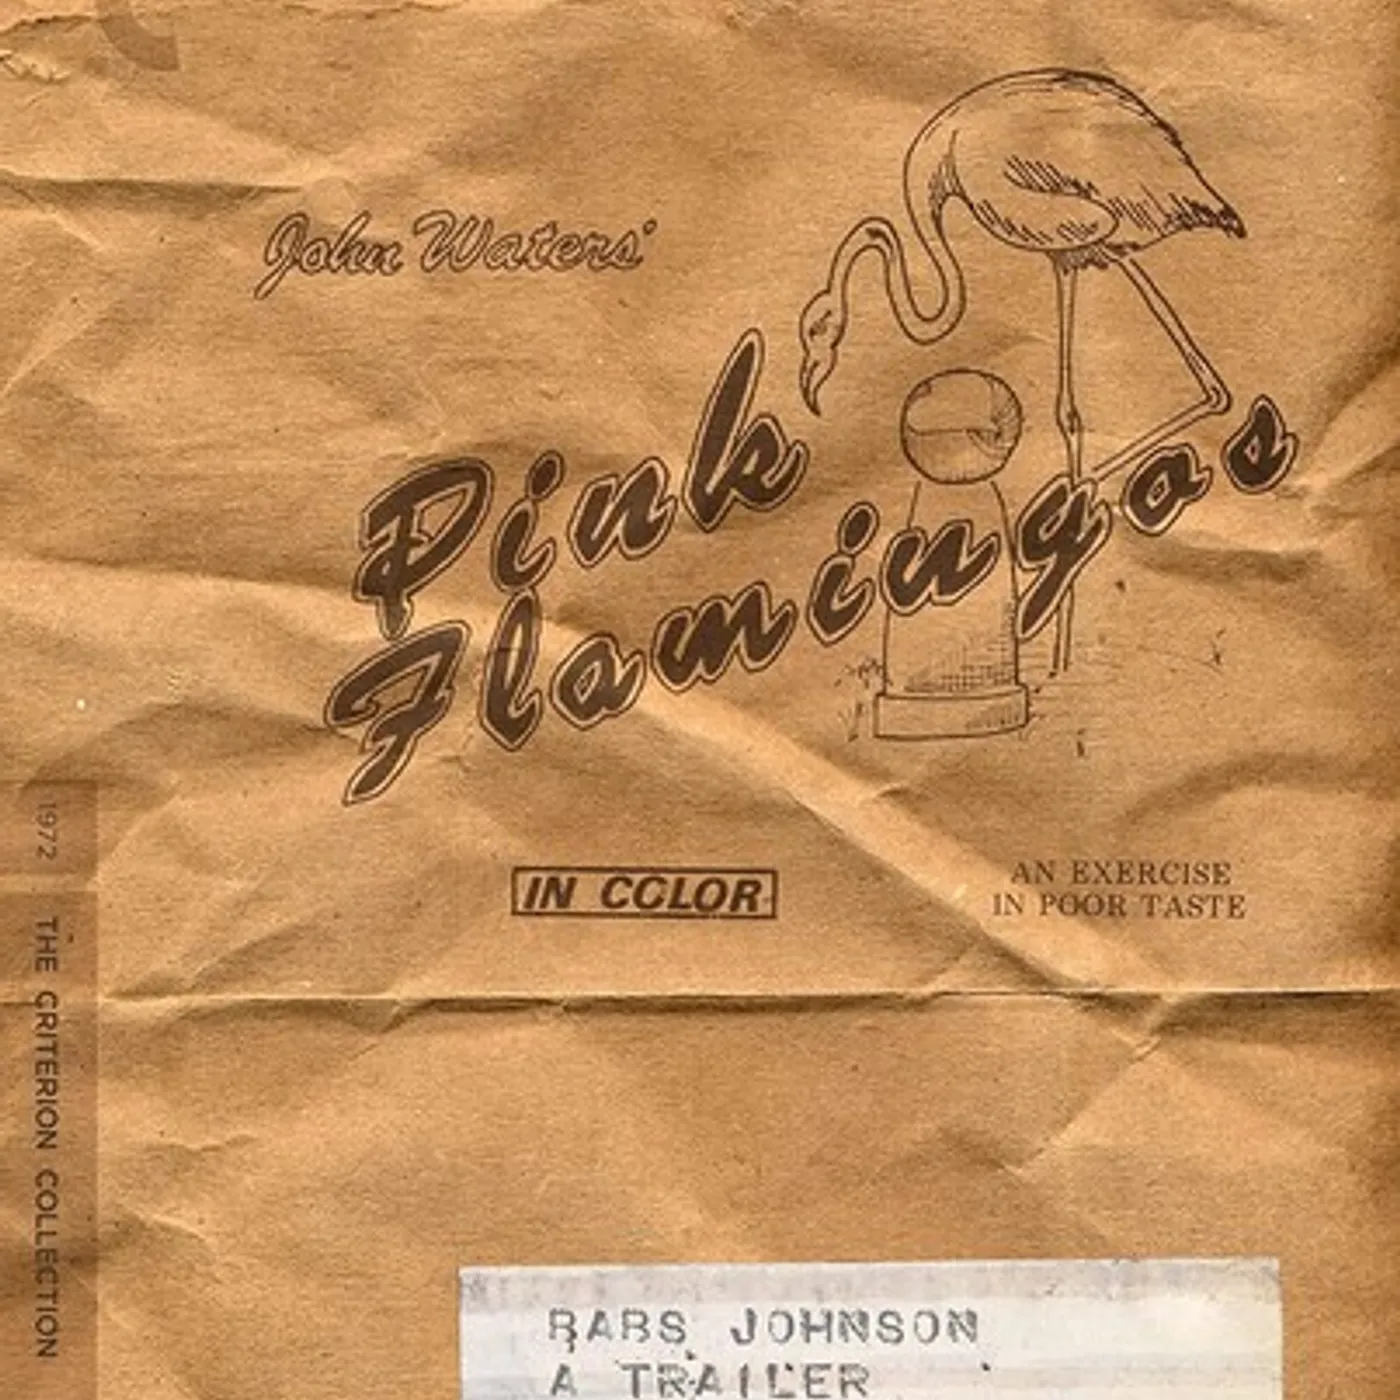 John Waters'
Pink
Flamingos
IN COLOR
AN EXERCISE
IN POOR TASTE
1972 THE CRITERION COLLECTION
BABS JOHNSON
A TRAILER